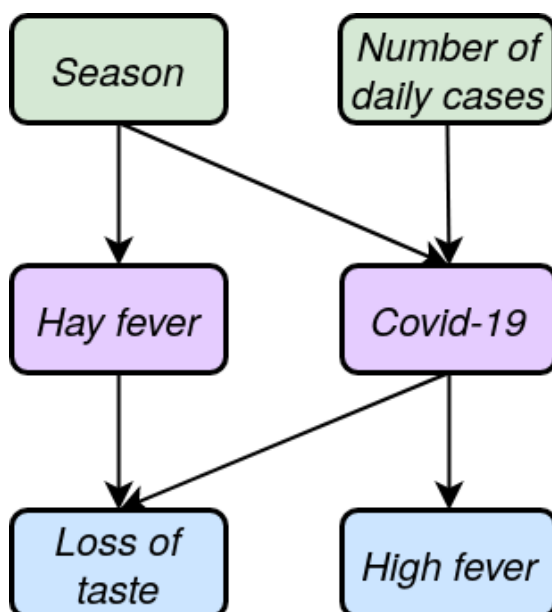 Season
Number of
daily cases
Hay fever
Covid-19
Loss of
taste
High fever